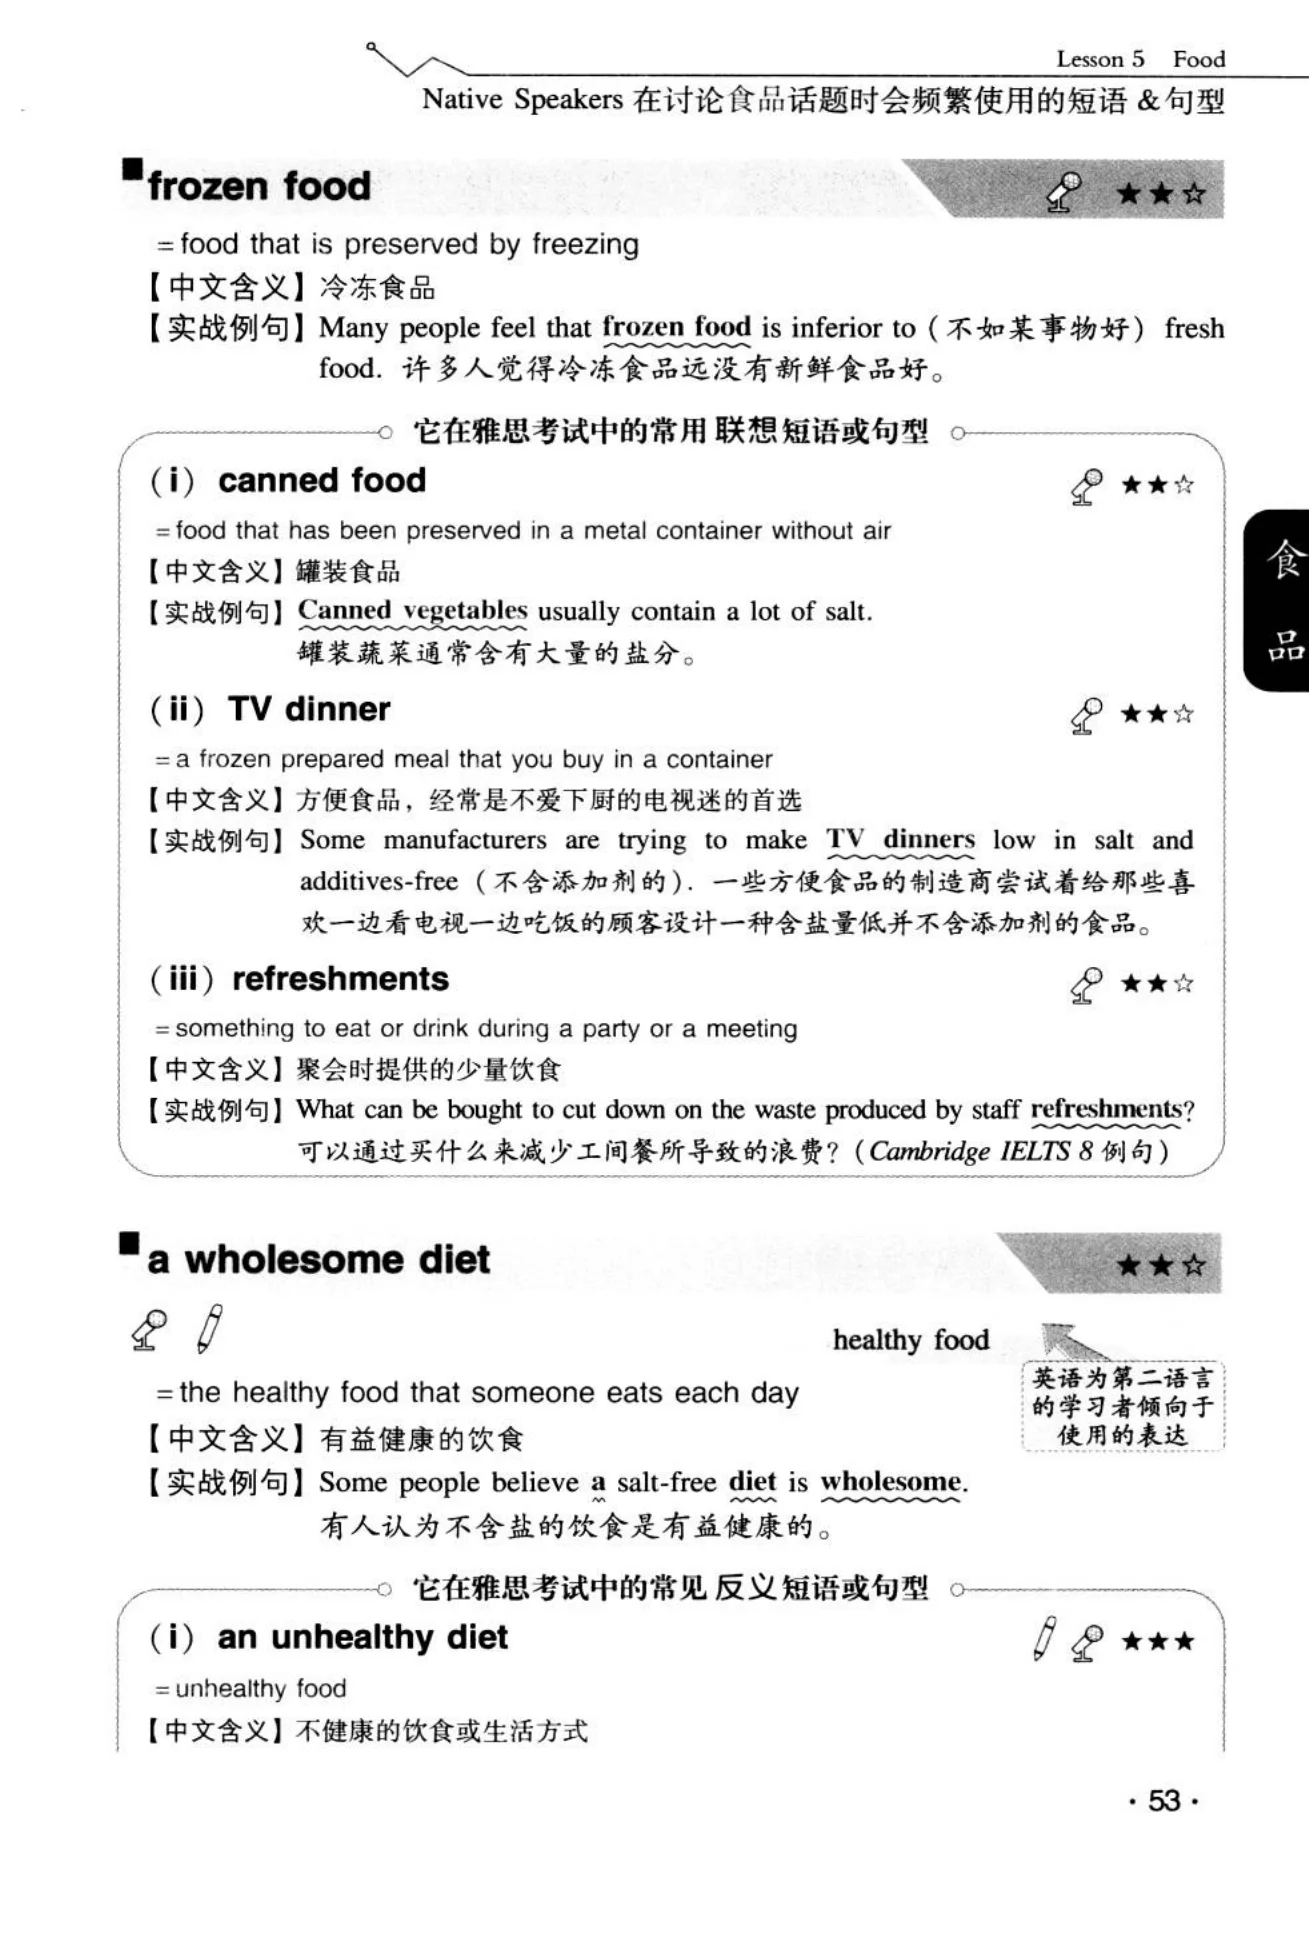 Lesson 5 Food
Native Speakers 在讨论食品话题时会频繁使用的短语 &句型
■frozen food ★★☆
=food that is preserved by freezing
【中文含义】冷冻食品
【实战例句】Many people feel that frozen food is inferior to（不如某事物好）fresh
food. 许多人觉得冷冻食品远没有新鲜食品好。
它在雅思考试中的常用联想短语或句型
（i）canned food ★★☆
=food that has been preserved in a metal container without air
【中文含义】罐装食品
【实战例句】Canned vegetables usually contain a lot of salt.
罐装蔬菜通常含有大量的盐分。
（ii）TV dinner ★★☆
=a frozen prepared meal that you buy in a container
【中文含义】方便食品，经常是不爱下厨的电视迷的首选
【实战例句】Some manufacturers are trying to make TV dinners low in salt and
additives-free（不含添加剂的）. 一些方便食品的制造商尝试着给那些喜
欢一边看电视一边吃饭的顾客设计一种含盐量低并不含添加剂的食品。
（iii）refreshments ★★☆
=something to eat or drink during a party or a meeting
【中文含义】聚会时提供的少量饮食
【实战例句】What can be bought to cut down on the waste produced by staff refreshments?
可以通过买什么来减少工间餐所导致的浪费?（Cambridge IELTS 8 例句）
食品
■a wholesome diet ★★☆
healthy food
英语为第二语言
的学习者倾向于
使用的表达
=the healthy food that someone eats each day
【中文含义】有益健康的饮食
【实战例句】Some people believe a salt-free diet is wholesome.
有人认为不含盐的饮食是有益健康的。
它在雅思考试中的常见反义短语或句型
（i）an unhealthy diet ★★★
=unhealthy food
【中文含义】不健康的饮食或生活方式
·53·